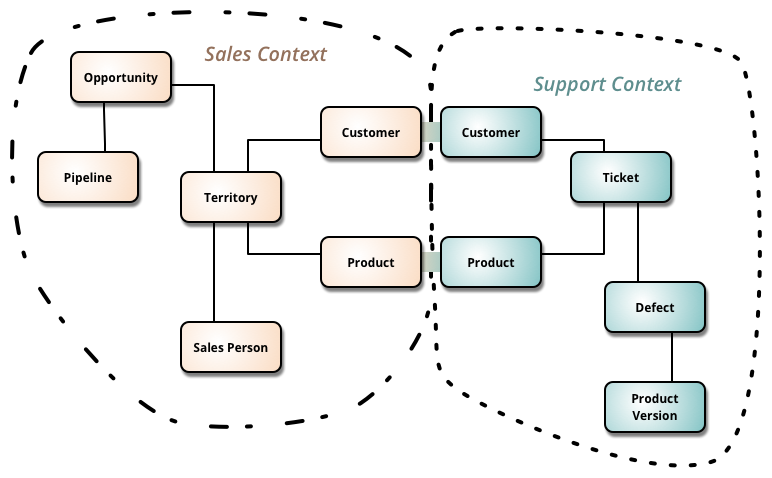 Sales Context
Opportunity
Pipeline
Territory
Customer
Product
Sales Person
Support Context
Customer
Product
Ticket
Defect
Product
Version